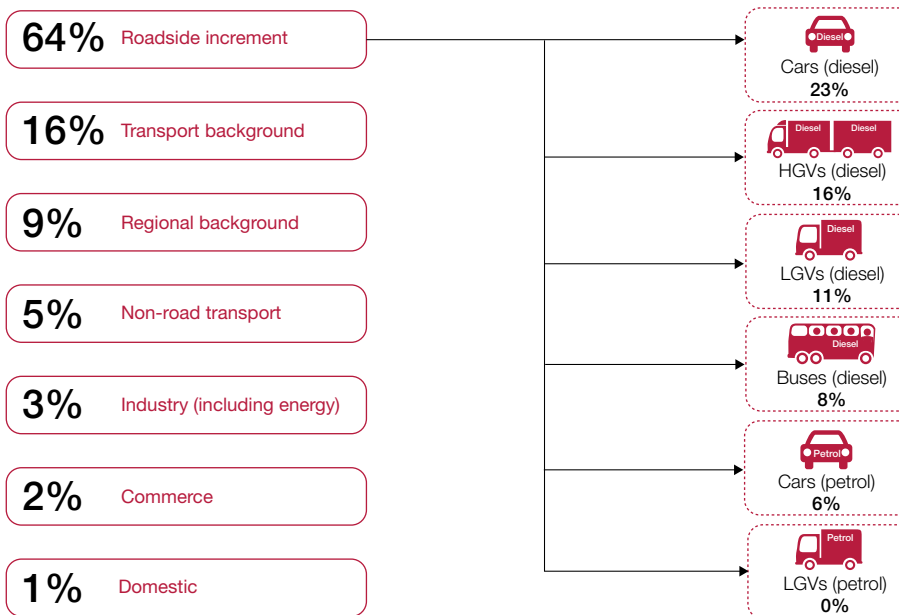 64% Roadside increment
16% Transport background
9% Regional background
5% Non-road transport
3% Industry (including energy)
2% Commerce
1% Domestic
Diesel
Cars (diesel)
23%
Diesel Diesel
HGVs (diesel)
16%
Diesel
LGVs (diesel)
11%
Diesel
Buses (diesel)
8%
Petrol
Cars (petrol)
6%
Petrol
LGVs (petrol)
0%